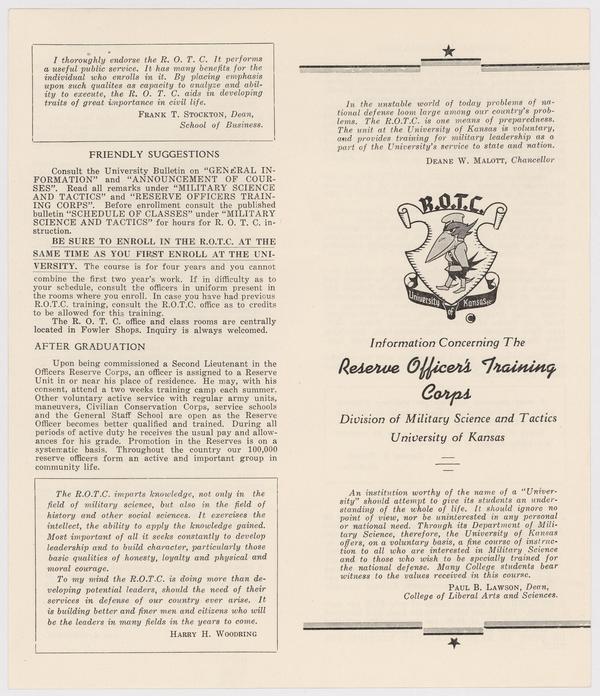 I thoroughly endorse the R. O. T. C. It performs
a useful public service. It has many benefits for the
individual who enrolls in it. By placing emphasis
upon such qualites as capacity to analyze and abil-
ity to execute, the R. O. T. C. aids in developing
traits of great importance in civil life.
FRANK T. STOCKTON, Dean,
School of Business.
FRIENDLY SUGGESTIONS
Consult the University Bulletin on "GENERAL IN-
FORMATION" and "ANNOUNCEMENT OF COUR-
SES". Read all remarks under "MILITARY SCIENCE
AND TACTICS" and "RESERVE OFFICERS TRAIN-
ING CORPS". Before enrollment consult the published
bulletin "SCHEDULE OF CLASSES" under "MILITARY
SCIENCE AND TACTICS" for hours for R. O. T. C. in-
struction.
BE SURE TO ENROLL IN THE R.O.T.C. AT THE
SAME TIME AS YOU FIRST ENROLL AT THE UNI-
VERSITY. The course is for four years and you cannot
combine the first two year's work. If in difficulty as to
your schedule, consult the officers in uniform present in
the rooms where you enroll. In case you have had previous
R.O.T.C. training, consult the R.O.T.C. office as to credits
to be allowed for this training.
The R. O. T. C. office and class rooms are centrally
located in Fowler Shops. Inquiry is always welcomed.
AFTER GRADUATION
Upon being commissioned a Second Lieutenant in the
Officers Reserve Corps, an officer is assigned to a Reserve
Unit in or near his place of residence. He may, with his
consent, attend a two weeks training camp each summer.
Other voluntary active service with regular army units,
maneuvers, Civilian Conservation Corps, service schools
and the General Staff School are open as the Reserve
Officer becomes better qualified and trained. During all
periods of active duty he receives the usual pay and allow-
ances for his grade. Promotion in the Reserves is on a
systematic basis. Throughout the country our 100,000
reserve officers form an active and important group in
community life.
The R.O.T.C. imparts knowledge, not only in the
field of military science, but also in the field of
history and other social sciences. It exercises the
intellect, the ability to apply the knowledge gained.
Most important of all it seeks constantly to develop
leadership and to build character, particularly those
basic qualities of honesty, loyalty and physical and
moral courage.
To my mind the R.O.T.C. is doing more than de-
veloping potential leaders, should the need of their
services in defense of our country ever arise. It
is building better and finer men and citizens who will
be the leaders in many fields in the years to come.
HARRY H. WOODRING
In the unstable world of today problems of na-
tional defense loom large among our country's prob-
lems. The R.O.T.C. is one means of preparedness.
The unit at the University of Kansas is voluntary,
and provides training for military leadership as a
part of the University's service to state and nation.
DEANE W. MALOTT, Chancellor
R.O.T.C.
University of Kansas
©
Information Concerning The
Reserve Officer's Training
Corps
Division of Military Science and Tactics
University of Kansas
An institution worthy of the name of a "Univer-
sity" should attempt to give its students an under-
standing of the whole of life. It should ignore no
point of view, nor be uninterested in any personal
or national need. Through its Department of Mili-
tary Science, therefore, the University of Kansas
offers, on a voluntary basis, a fine course of instruc-
tion to all who are interested in Military Science
and to those who wish to be specially trained for
the national defense. Many College students bear
witness to the values received in this course.
PAUL B. LAWSON, Dean,
College of Liberal Arts and Sciences.